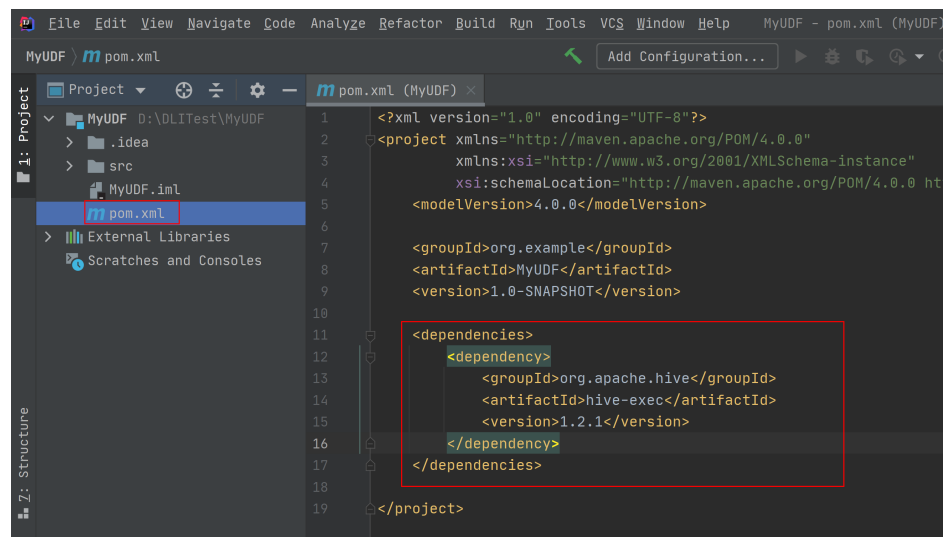 File Edit View Navigate Code Analyze Refactor Build Run Tools VCS Window Help MyUDF – pom.xml (MyUDF)
MyUDF pom.xml Add Configuration...
1: Project
Project
pom.xml (MyUDF)
MyUDF D:\DLITest\MyUDF
.idea
src
MyUDF.iml
pom.xml
External Libraries
Scratches and Consoles
Z: Structure
1 <?xml version="1.0" encoding="UTF-8"?>
2 <project xmlns="http://maven.apache.org/POM/4.0.0"
3 xmlns:xsi="http://www.w3.org/2001/XMLSchema-instance"
4 xsi:schemaLocation="http://maven.apache.org/POM/4.0.0 ht
5 <modelVersion>4.0.0</modelVersion>
6
7 <groupId>org.example</groupId>
8 <artifactId>MyUDF</artifactId>
9 <version>1.0-SNAPSHOT</version>
10
11 <dependencies>
12 <dependency>
13 <groupId>org.apache.hive</groupId>
14 <artifactId>hive-exec</artifactId>
15 <version>1.2.1</version>
16 </dependency>
17 </dependencies>
18
19 </project>